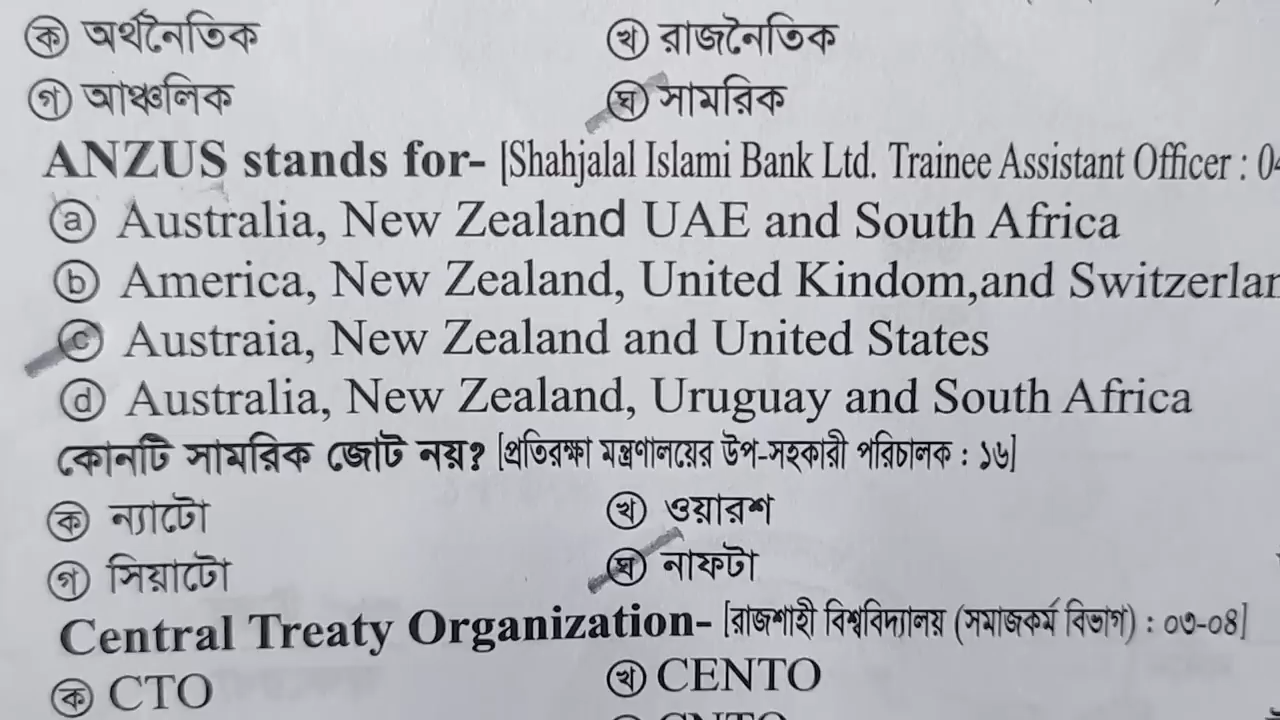 ক অর্থনৈতিক খ রাজনৈতিক
গ আঞ্চলিক ঘ সামরিক
ANZUS stands for- [Shahjalal Islami Bank Ltd. Trainee Assistant Officer :
a Australia, New Zealand UAE and South Africa
b America, New Zealand, United Kindom,and Switzerlan
c Austraia, New Zealand and United States
d Australia, New Zealand, Uruguay and South Africa
কোনটি সামরিক জোট নয়? [প্রতিরক্ষা মন্ত্রণালয়ের উপ-সহকারী পরিচালক : ১৬]
ক ন্যাটো খ ওয়ারশ
গ সিয়াটো ঘ নাফটা
Central Treaty Organization- [রাজশাহী বিশ্ববিদ্যালয় (সমাজকর্ম বিভাগ) : ০৩-০৪]
ক CTO খ CENTO